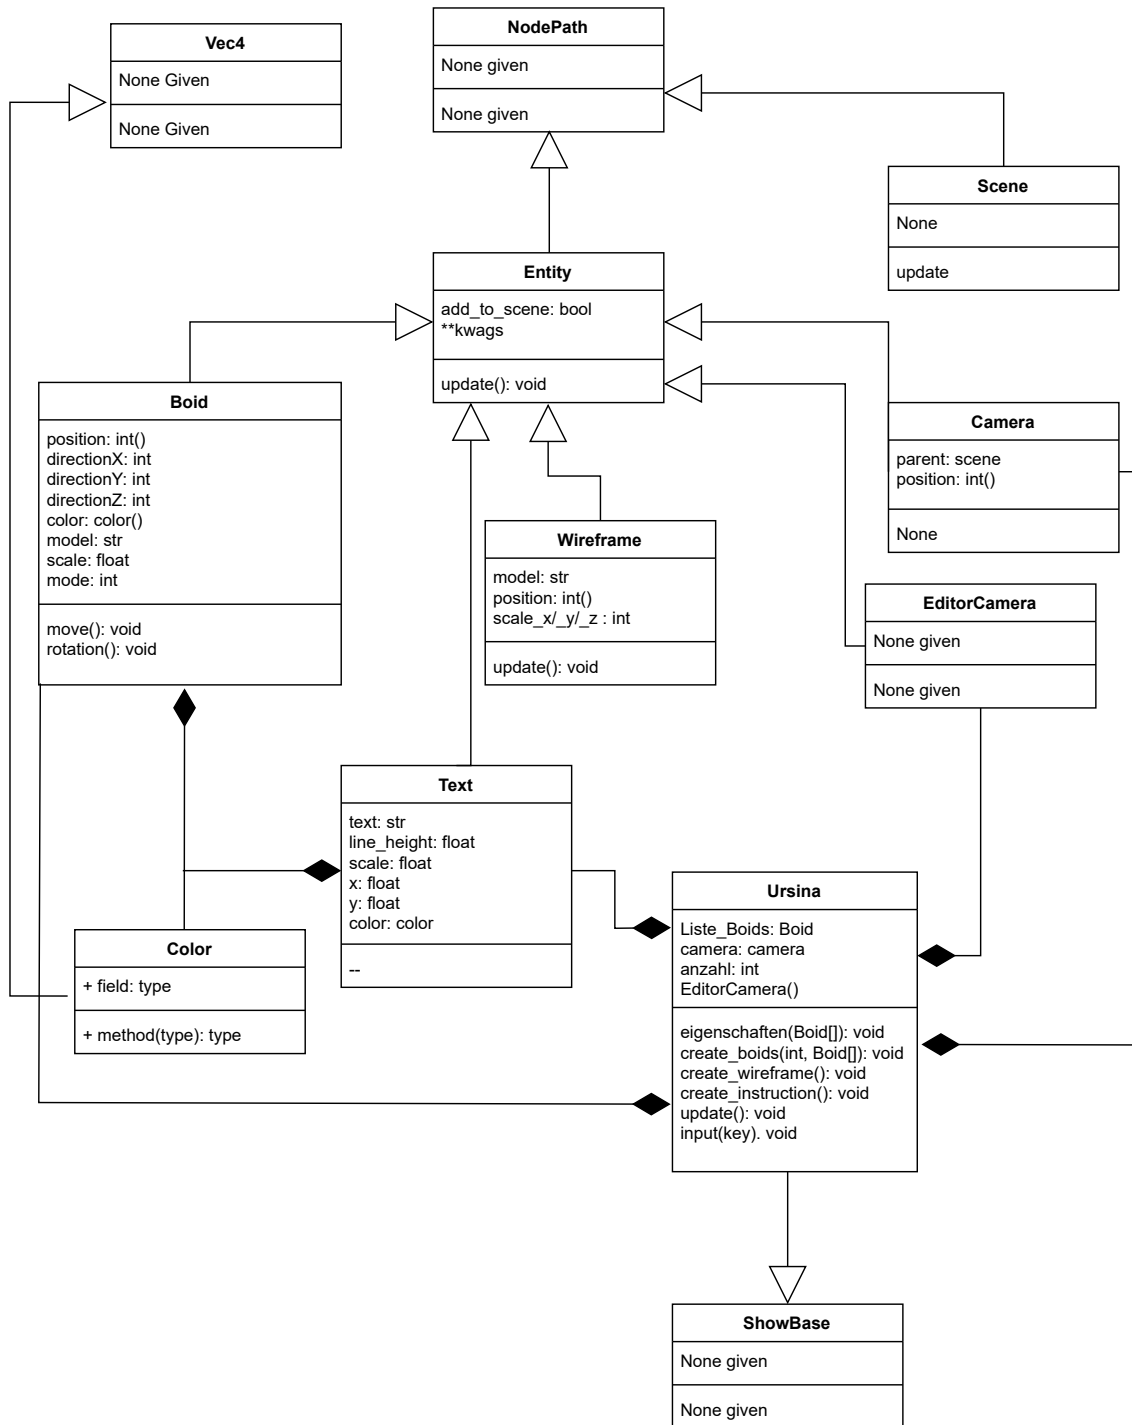 Vec4
None Given
None Given
NodePath
None given
None given
Scene
None
update
Entity
add_to_scene: bool
**kwags
update(): void
Boid
position: int()
directionX: int
directionY: int
directionZ: int
color: color()
model: str
scale: float
mode: int
move(): void
rotation(): void
Camera
parent: scene
position: int()
None
Wireframe
model: str
position: int()
scale_x/_y/_z : int
update(): void
EditorCamera
None given
None given
Text
text: str
line_height: float
scale: float
x: float
y: float
color: color
--
Color
+ field: type
+ method(type): type
Ursina
Liste_Boids: Boid
camera: camera
anzahl: int
EditorCamera()
eigenschaften(Boid[]): void
create_boids(int, Boid[]): void
create_wireframe(): void
create_instruction(): void
update(): void
input(key). void
ShowBase
None given
None given